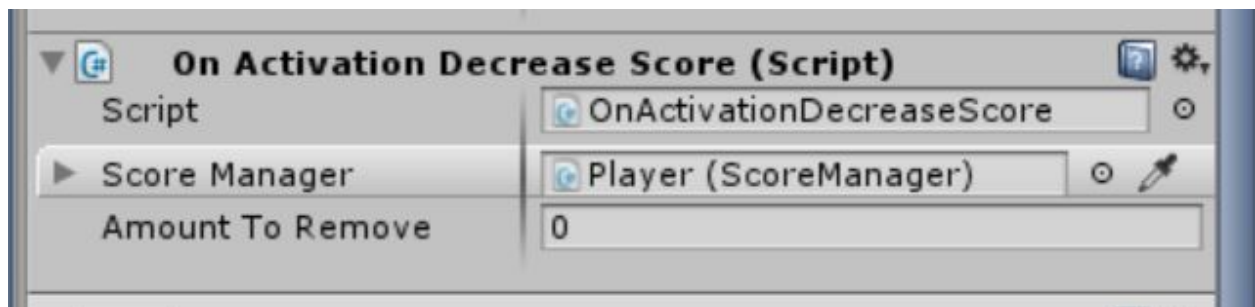 On Activation Decrease Score (Script)
Script OnActivationDecreaseScore
Score Manager Player (ScoreManager)
Amount To Remove 0